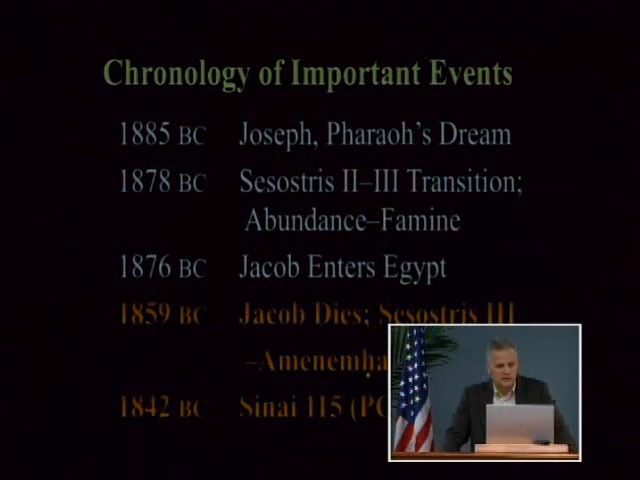 Chronology of Important Events
1885 BC Joseph, Pharaoh's Dream
1878 BC Sesostris II–III Transition;
Abundance–Famine
1876 BC Jacob Enters Egypt
1859 BC Jacob Dies; Sesostris III
1842 BC Sinai 115